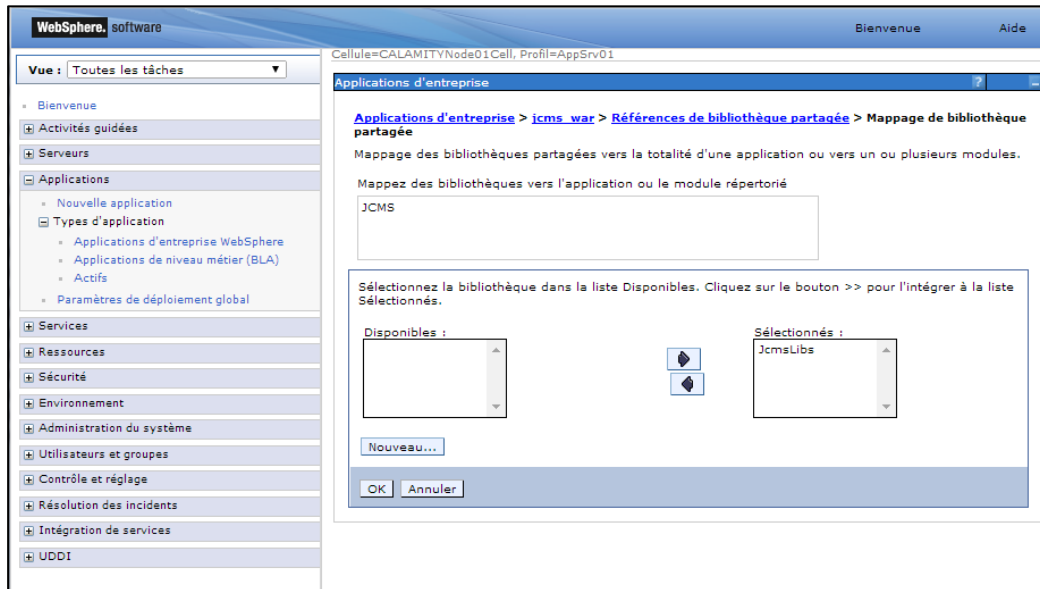 WebSphere. software
Bienvenue Aide
Cellule=CALAMITYNode01Cell, Profil=AppSrv01
Vue : Toutes les tâches
Bienvenue
Activités guidées
Serveurs
Applications
Nouvelle application
Types d'application
Applications d'entreprise WebSphere
Applications de niveau métier (BLA)
Actifs
Paramètres de déploiement global
Services
Ressources
Sécurité
Environnement
Administration du système
Utilisateurs et groupes
Contrôle et réglage
Résolution des incidents
Intégration de services
UDDI
Applications d'entreprise ? –
Applications d'entreprise > jcms_war > Références de bibliothèque partagée > Mappage de bibliothèque
partagée
Mappage des bibliothèques partagées vers la totalité d'une application ou vers un ou plusieurs modules.
Mappez des bibliothèques vers l'application ou le module répertorié
JCMS
Sélectionnez la bibliothèque dans la liste Disponibles. Cliquez sur le bouton >> pour l'intégrer à la liste
Sélectionnés.
Disponibles :
Sélectionnés :
JcmsLibs
Nouveau...
OK Annuler